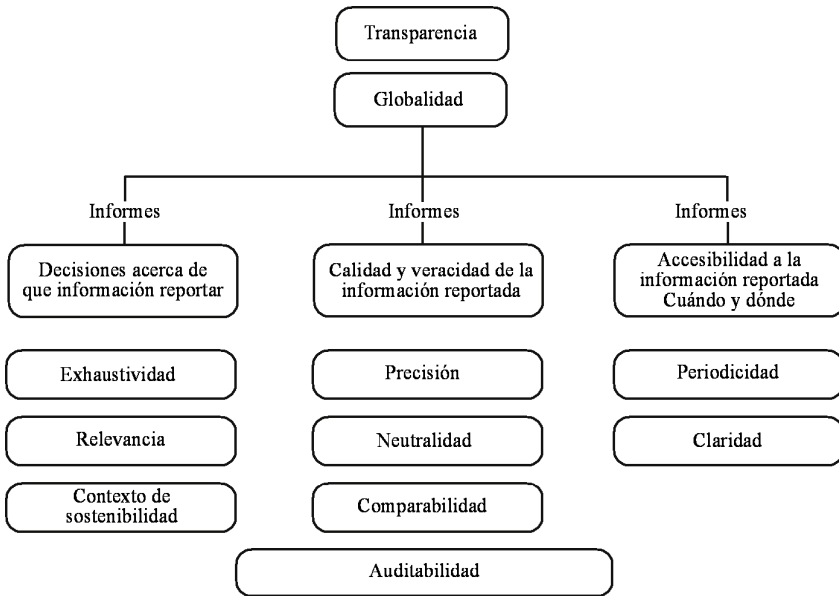 Transparencia
Globalidad
Informes
Informes
Informes
Decisiones acerca de
que información reportar
Calidad y veracidad de la
información reportada
Accesibilidad a la
información reportada
Cuándo y dónde
Exhaustividad
Precisión
Periodicidad
Relevancia
Neutralidad
Claridad
Contexto de
sostenibilidad
Comparabilidad
Auditabilidad